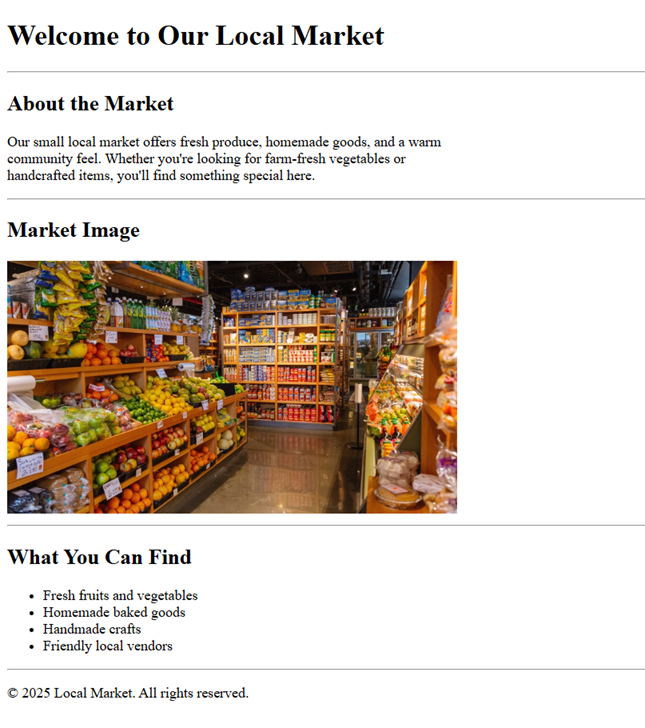 Welcome to Our Local Market
About the Market
Our small local market offers fresh produce, homemade goods, and a warm
community feel. Whether you're looking for farm-fresh vegetables or
handcrafted items, you'll find something special here.
Market Image
What You Can Find
Fresh fruits and vegetables
Homemade baked goods
Handmade crafts
Friendly local vendors
© 2025 Local Market. All rights reserved.